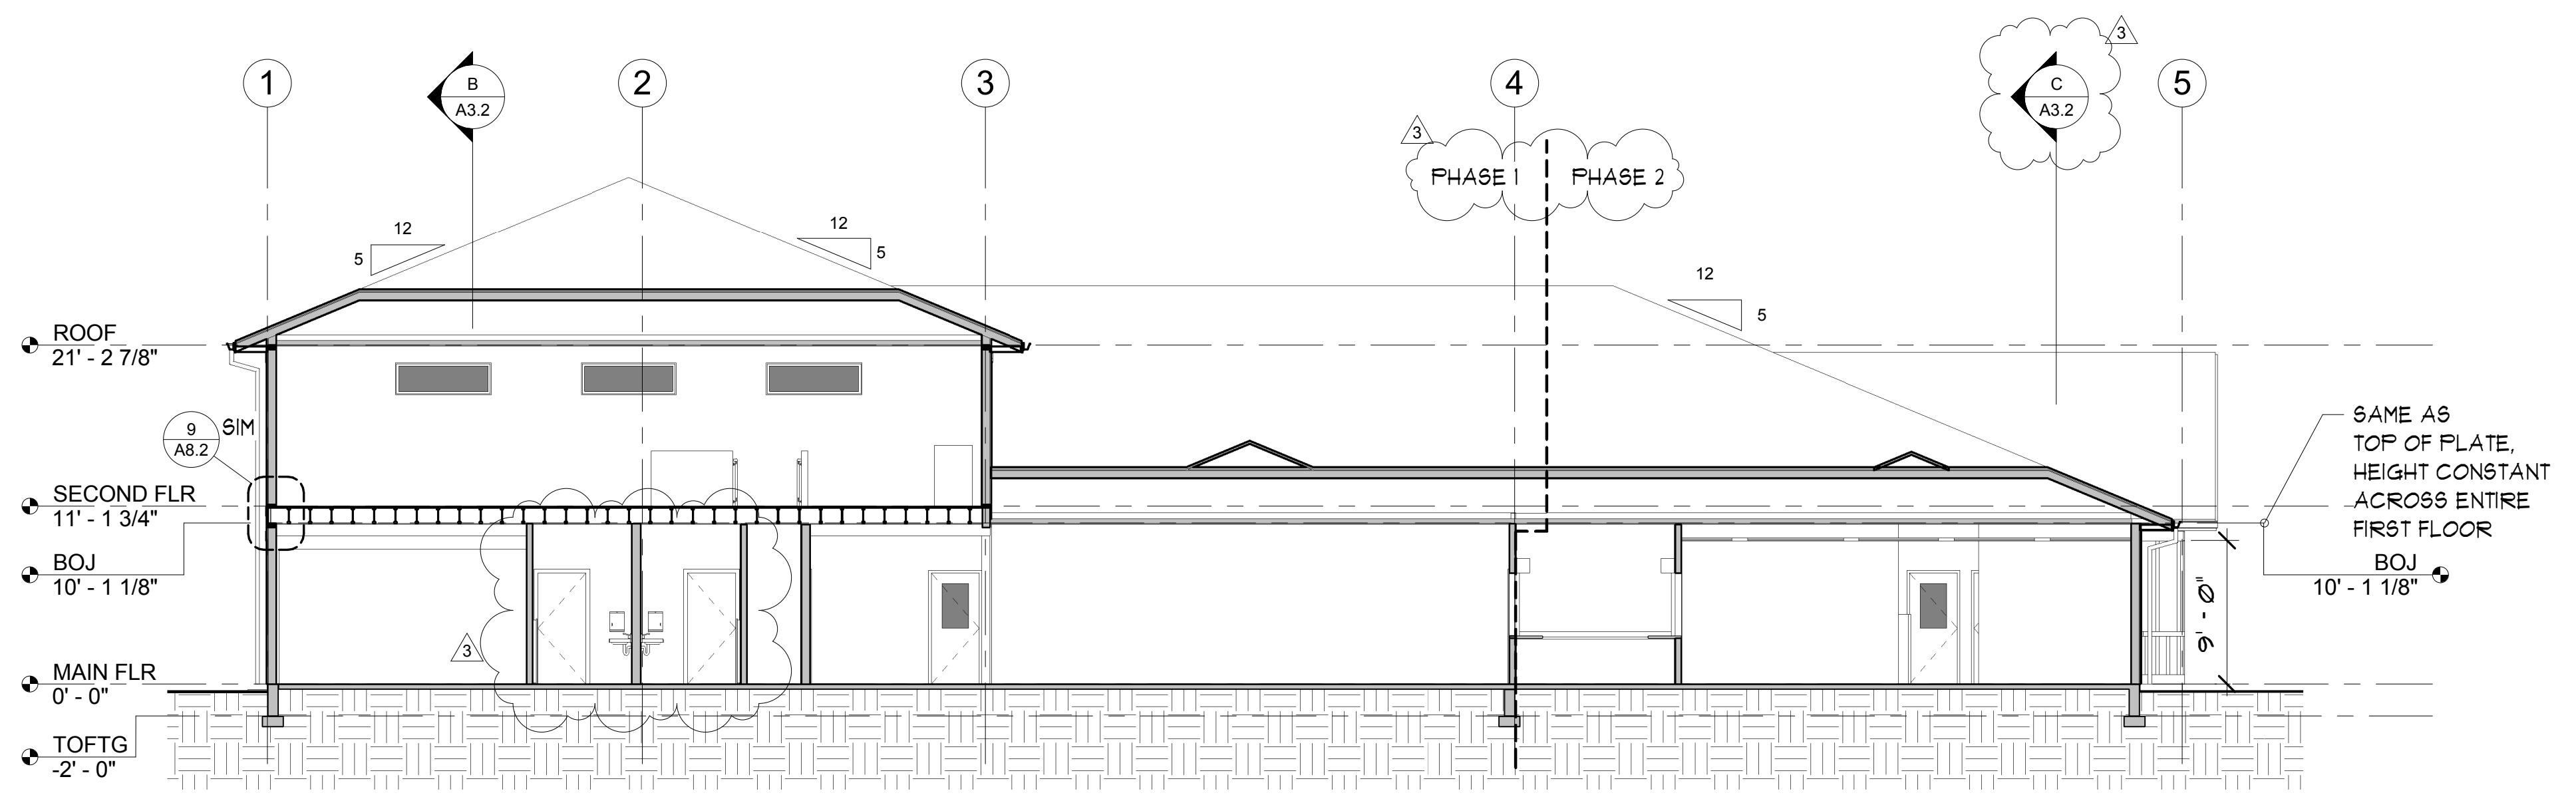 1
B
A3.2
2
3
4
3
C
A3.2
5
3
PHASE 1
PHASE 2
12
5
12
5
12
5
ROOF
21' - 2 7/8"
9
A8.2
SIM
SECOND FLR
11' - 1 3/4"
BOJ
10' - 1 1/8"
3
MAIN FLR
0' - 0"
TOFTG
-2' - 0"
SAME AS
TOP OF PLATE,
HEIGHT CONSTANT
ACROSS ENTIRE
FIRST FLOOR
BOJ
10' - 1 1/8"
9' - 0"